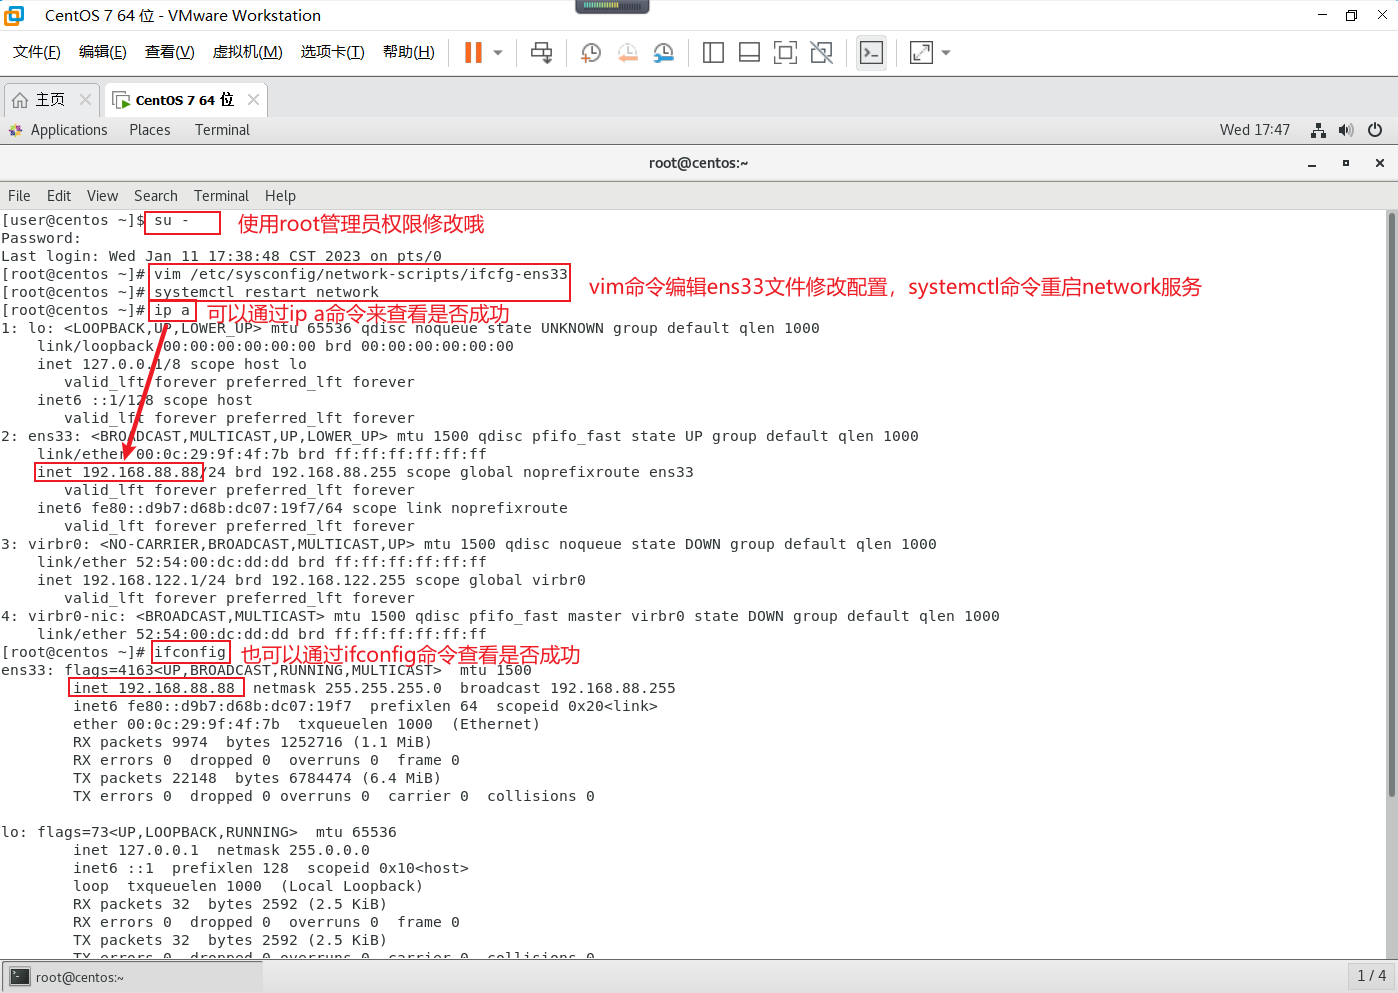 CentOS 7 64 位 - VMware Workstation
文件(F) 编辑(E) 查看(V) 虚拟机(M) 选项卡(T) 帮助(H)
主页 CentOS 7 64 位
Applications Places Terminal Wed 17:47
root@centos:~
File Edit View Search Terminal Help
[user@centos ~]$ su - 使用root管理员权限修改哦
Password:
Last login: Wed Jan 11 17:38:48 CST 2023 on pts/0
[root@centos ~]# vim /etc/sysconfig/network-scripts/ifcfg-ens33
vim命令编辑ens33文件修改配置，systemctl命令重启network服务
[root@centos ~]# systemctl restart network
[root@centos ~]# ip a 可以通过ip a命令来查看是否成功
1: lo: <LOOPBACK,UP,LOWER_UP> mtu 65536 qdisc noqueue state UNKNOWN group default qlen 1000
link/loopback 00:00:00:00:00:00 brd 00:00:00:00:00:00
inet 127.0.0.1/8 scope host lo
valid_lft forever preferred_lft forever
inet6 ::1/128 scope host
valid_lft forever preferred_lft forever
2: ens33: <BROADCAST,MULTICAST,UP,LOWER_UP> mtu 1500 qdisc pfifo_fast state UP group default qlen 1000
link/ether 00:0c:29:9f:4f:7b brd ff:ff:ff:ff:ff:ff
inet 192.168.88.88/24 brd 192.168.88.255 scope global noprefixroute ens33
valid_lft forever preferred_lft forever
inet6 fe80::d9b7:d68b:dc07:19f7/64 scope link noprefixroute
valid_lft forever preferred_lft forever
3: virbr0: <NO-CARRIER,BROADCAST,MULTICAST,UP> mtu 1500 qdisc noqueue state DOWN group default qlen 1000
link/ether 52:54:00:dc:dd:dd brd ff:ff:ff:ff:ff:ff
inet 192.168.122.1/24 brd 192.168.122.255 scope global virbr0
valid_lft forever preferred_lft forever
4: virbr0-nic: <BROADCAST,MULTICAST> mtu 1500 qdisc pfifo_fast master virbr0 state DOWN group default qlen 1000
link/ether 52:54:00:dc:dd:dd brd ff:ff:ff:ff:ff:ff
[root@centos ~]# ifconfig 也可以通过ifconfig命令查看是否成功
ens33: flags=4163<UP,BROADCAST,RUNNING,MULTICAST> mtu 1500
inet 192.168.88.88 netmask 255.255.255.0 broadcast 192.168.88.255
inet6 fe80::d9b7:d68b:dc07:19f7 prefixlen 64 scopeid 0x20<link>
ether 00:0c:29:9f:4f:7b txqueuelen 1000 (Ethernet)
RX packets 9974 bytes 1252716 (1.1 MiB)
RX errors 0 dropped 0 overruns 0 frame 0
TX packets 22148 bytes 6784474 (6.4 MiB)
TX errors 0 dropped 0 overruns 0 carrier 0 collisions 0
lo: flags=73<UP,LOOPBACK,RUNNING> mtu 65536
inet 127.0.0.1 netmask 255.0.0.0
inet6 ::1 prefixlen 128 scopeid 0x10<host>
loop txqueuelen 1000 (Local Loopback)
RX packets 32 bytes 2592 (2.5 KiB)
RX errors 0 dropped 0 overruns 0 frame 0
TX packets 32 bytes 2592 (2.5 KiB)
TX errors 0 dropped 0 overruns 0 carrier 0 collisions 0
root@centos:~ 1 / 4